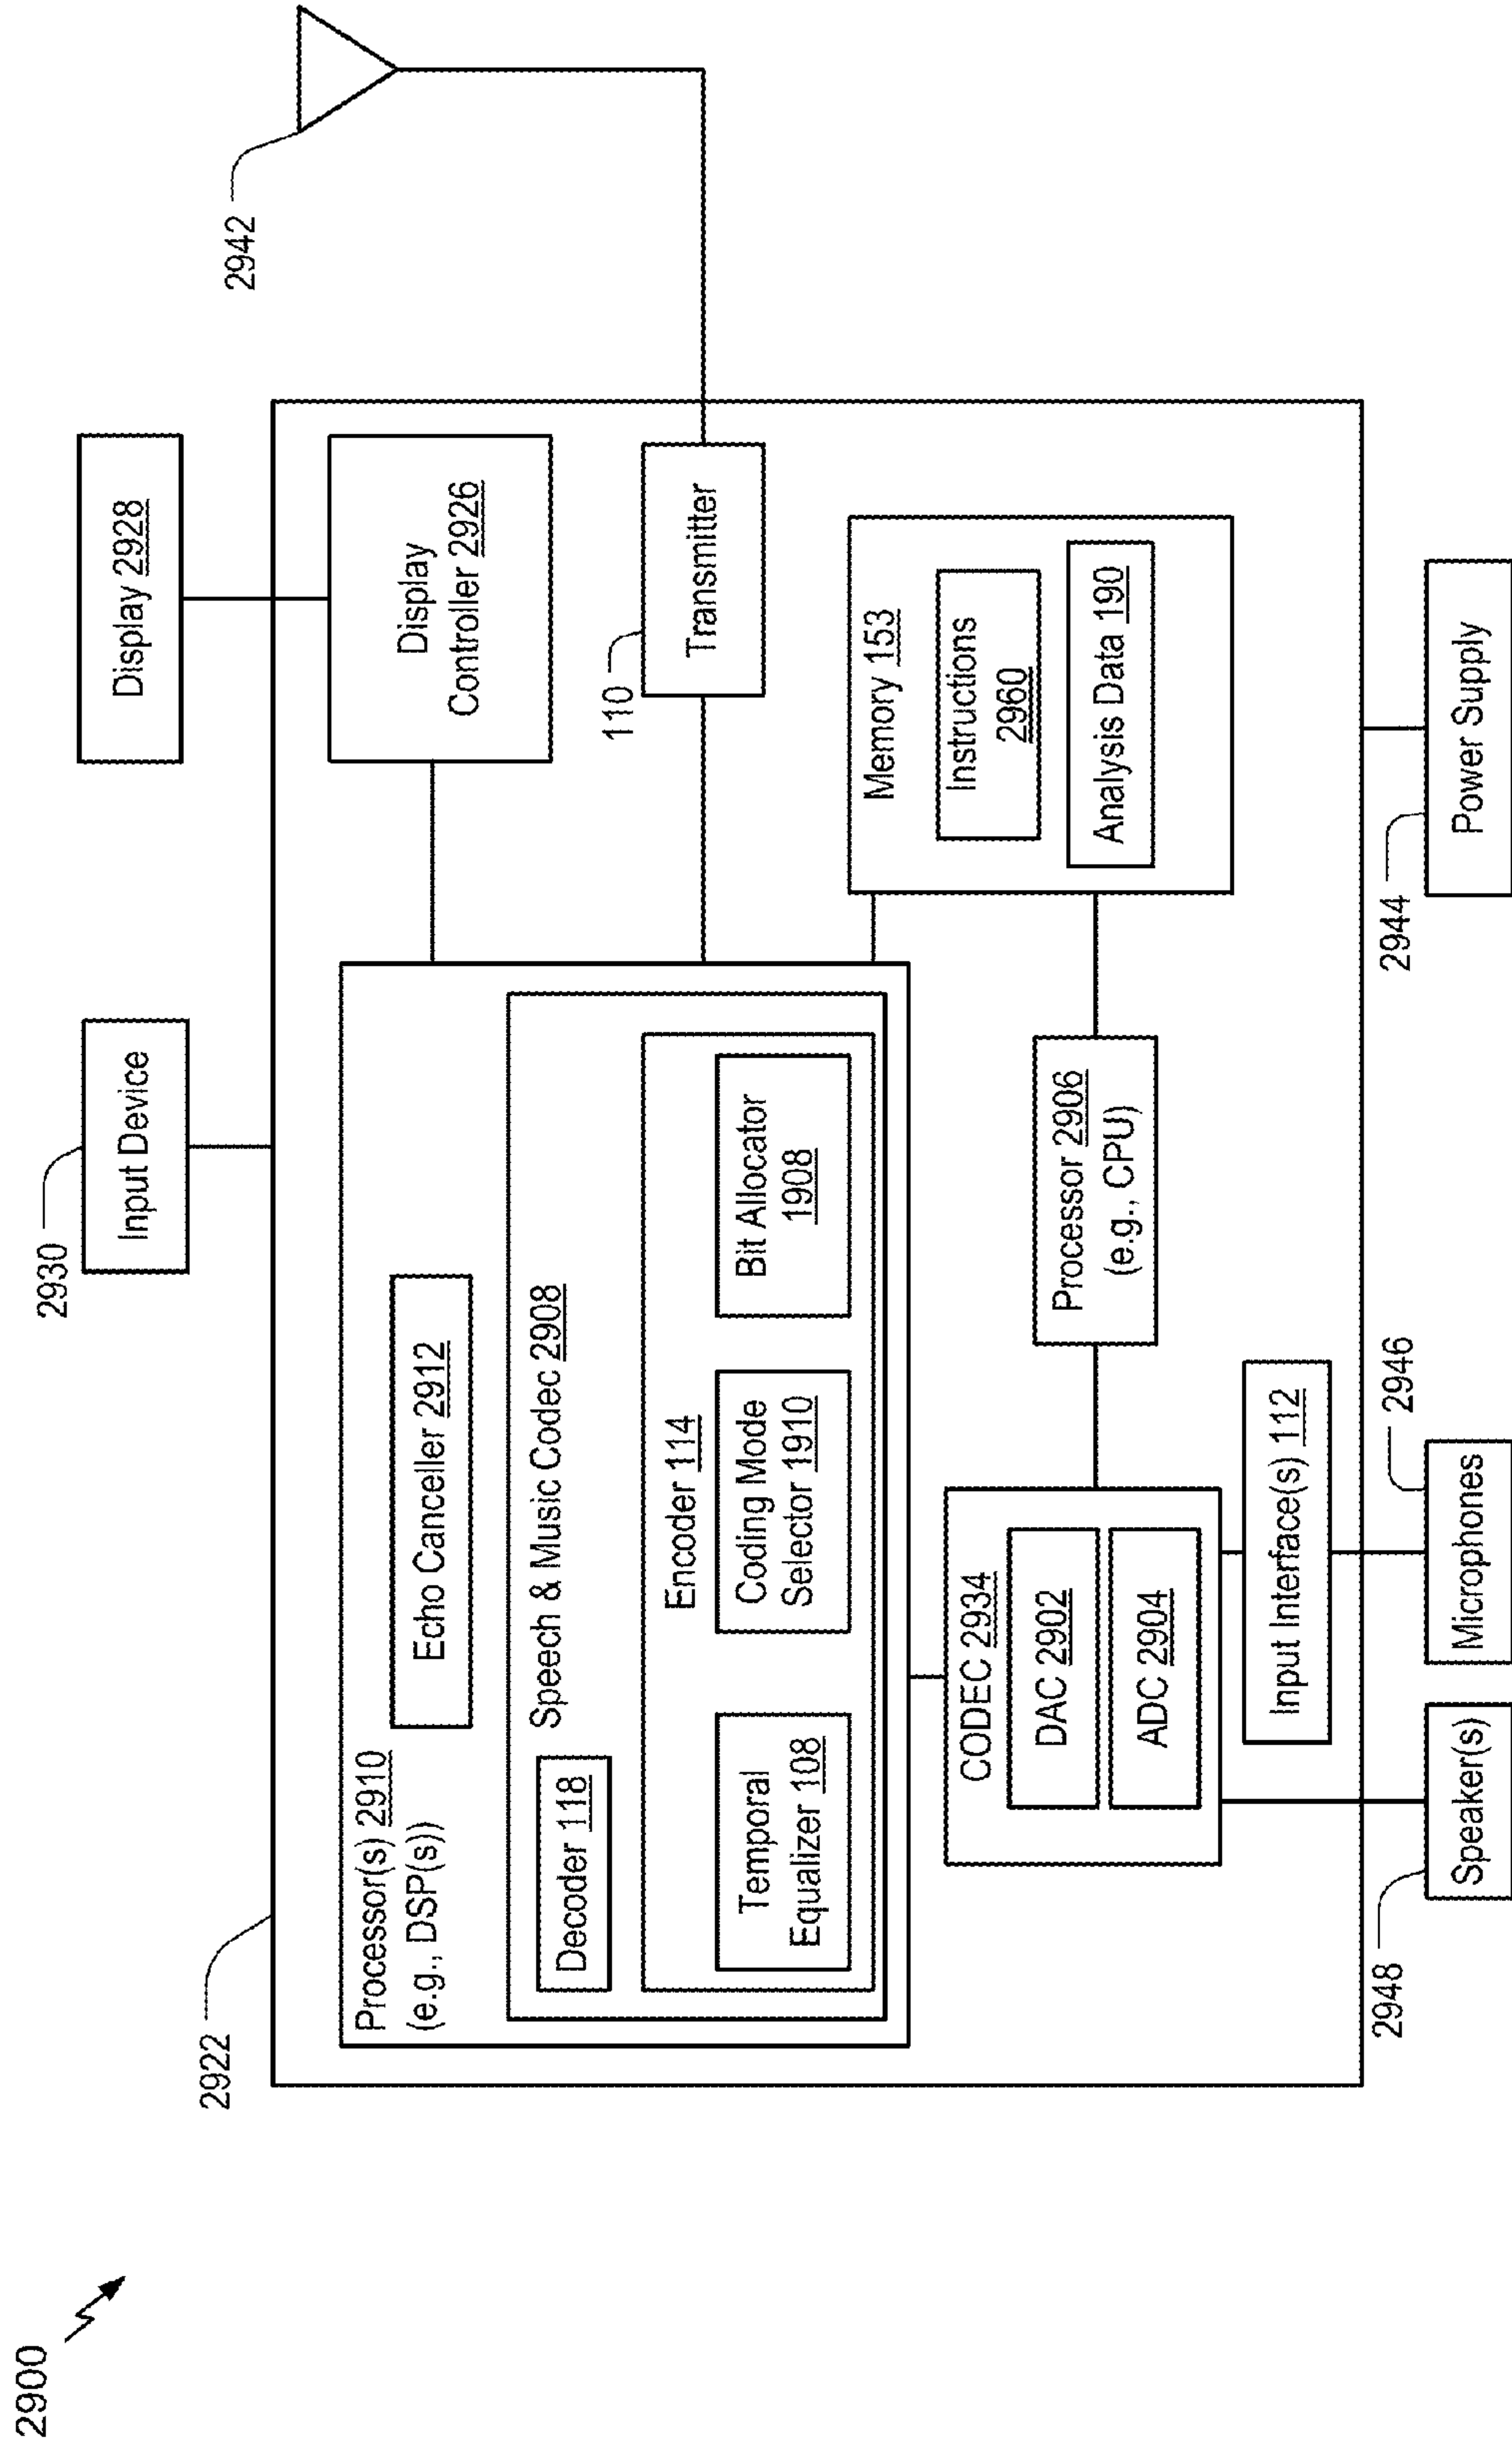 2900
2922
2930
Input Device
Display 2928
2942
Processor(s) 2910
(e.g., DSP(s))
Echo Canceller 2912
Display
Controller 2926
Speech & Music Codec 2908
Decoder 118
110
Transmitter
Encoder 114
Temporal
Equalizer 108
Coding Mode
Selector 1910
Bit Allocator
1908
Memory 153
Instructions
2960
Analysis Data 190
CODEC 2934
DAC 2902
ADC 2904
Processor 2906
(e.g., CPU)
Input Interface(s) 112
2948
Speaker(s)
2946
Microphones
2944
Power Supply